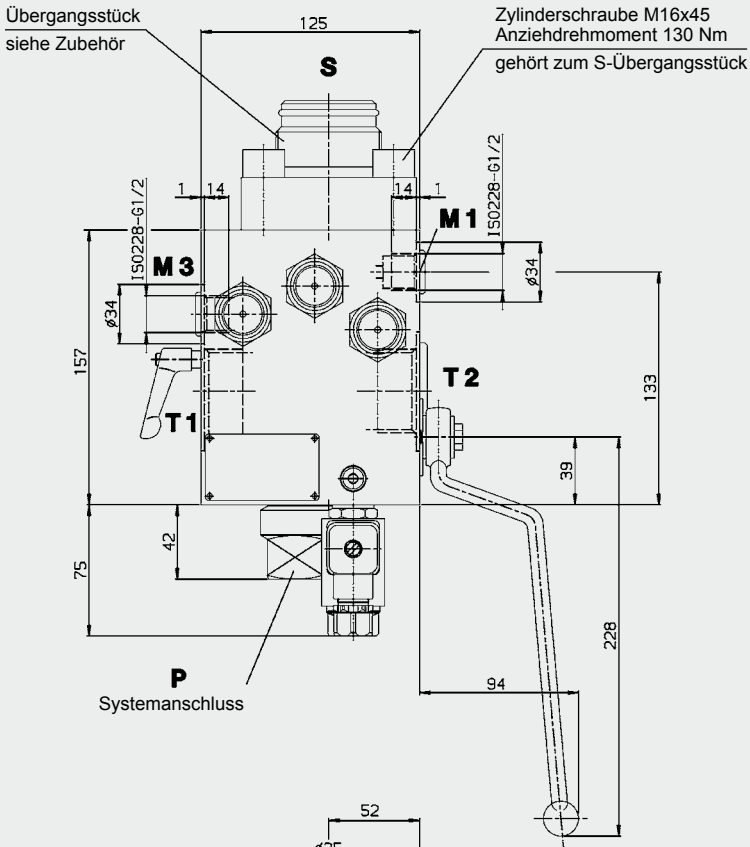 Übergangsstück
siehe Zubehör
125
Zylinderschraube M16x45
Anziehdrehmoment 130 Nm
gehört zum S-Übergangsstück
S
1
14
14
1
ISO228-G1/2
ISO228-G1/2
M1
M3
ø34
ø34
157
133
T2
T1
39
42
75
228
P
Systemanschluss
94
52
ø35